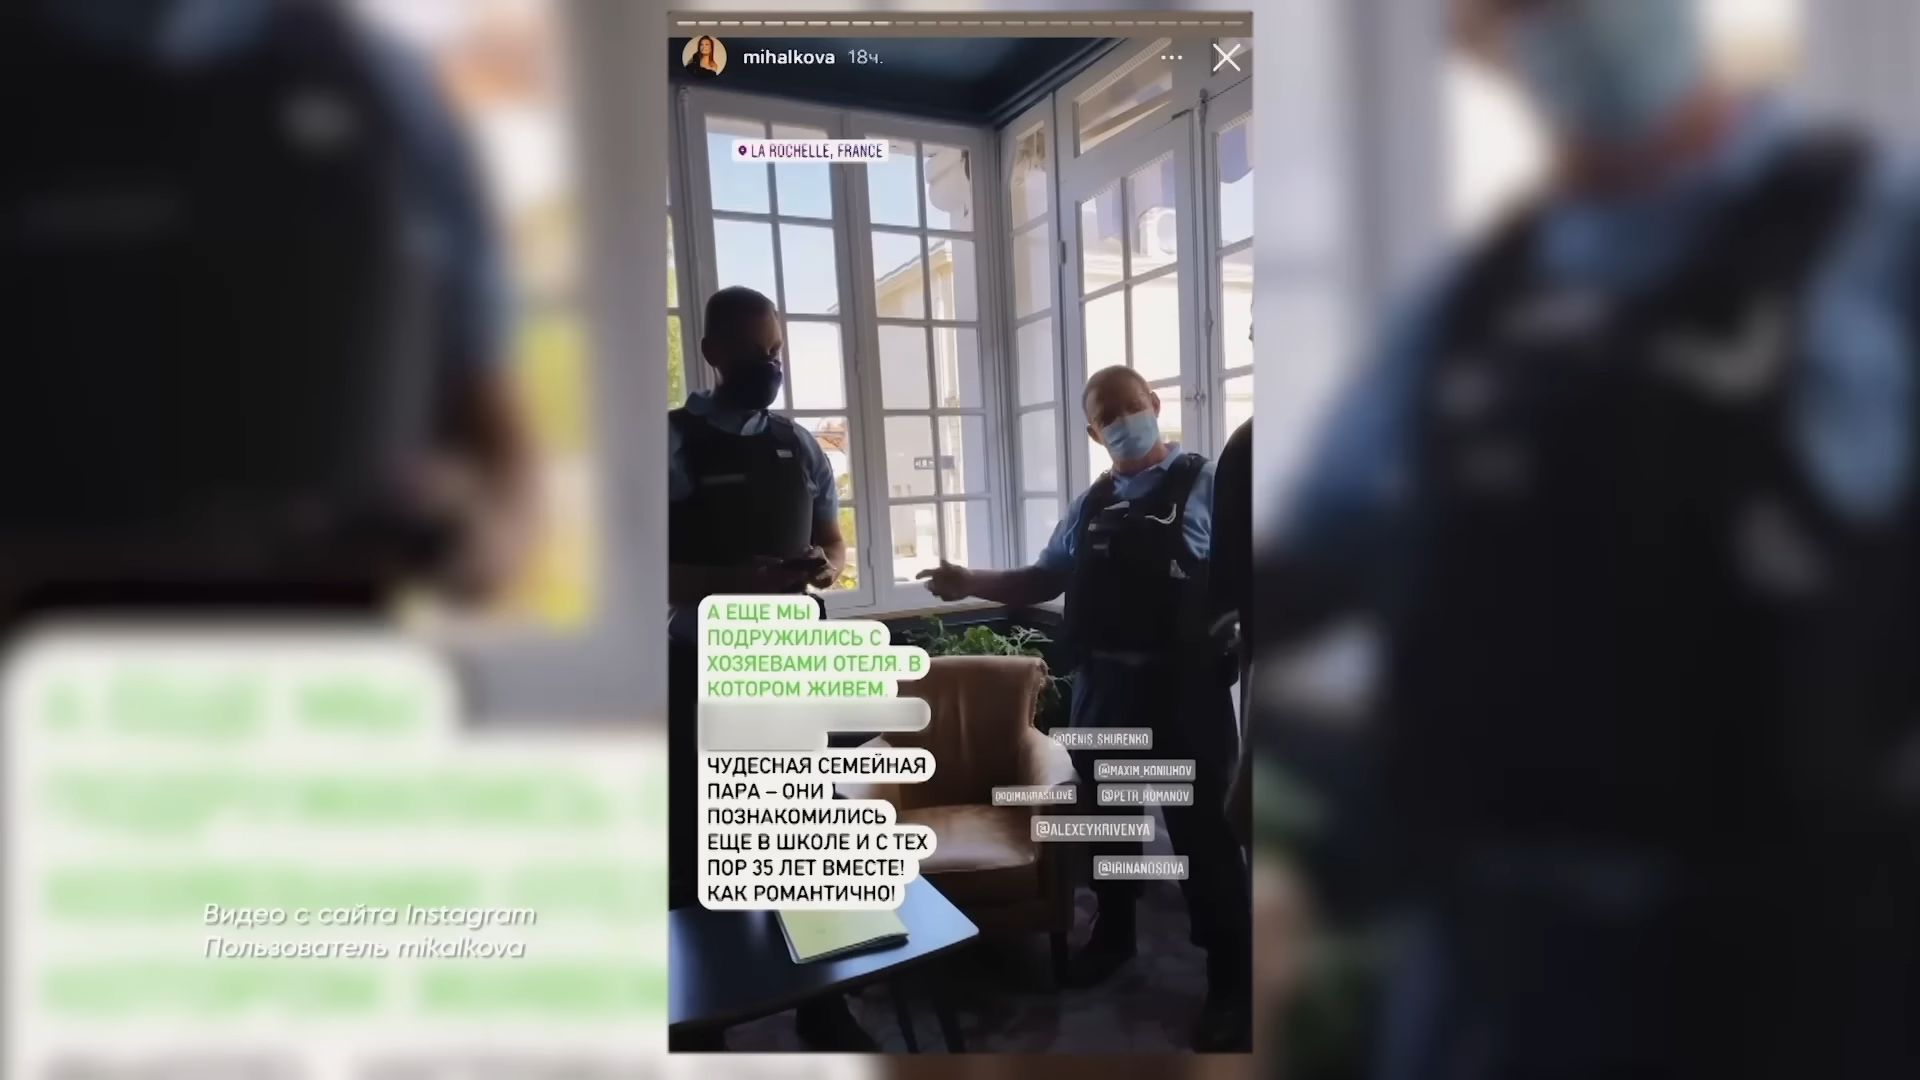 mihalkova 18ч.
LA ROCHELLE, FRANCE
А ЕЩЕ МЫ
ПОДРУЖИЛИСЬ С
ХОЗЯЕВАМИ ОТЕЛЯ. В
КОТОРОМ ЖИВЕМ.
ЧУДЕСНАЯ СЕМЕЙНАЯ
ПАРА – ОНИ
ПОЗНАКОМИЛИСЬ
ЕЩЕ В ШКОЛЕ И С ТЕХ
ПОР 35 ЛЕТ ВМЕСТЕ!
КАК РОМАНТИЧНО!
@DENIS_SHURENKO
@MAXIM_KONIUHOV
@PETR_ROMANOV
@ALEXEYKRIVENYA
@IRINANOSOVA
Видео с сайта Instagram
Пользователь mikalkova